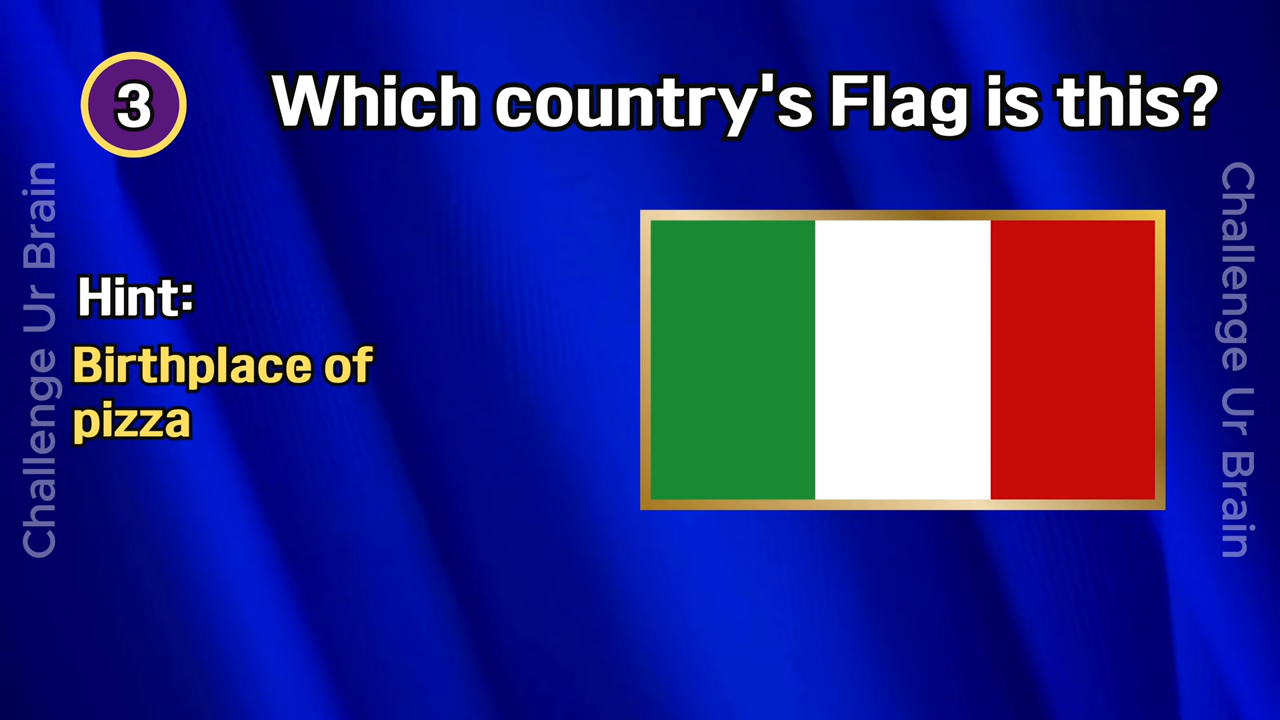 3
Which country's Flag is this?
Hint:
Birthplace of
pizza
Challenge Ur Brain
Challenge Ur Brain